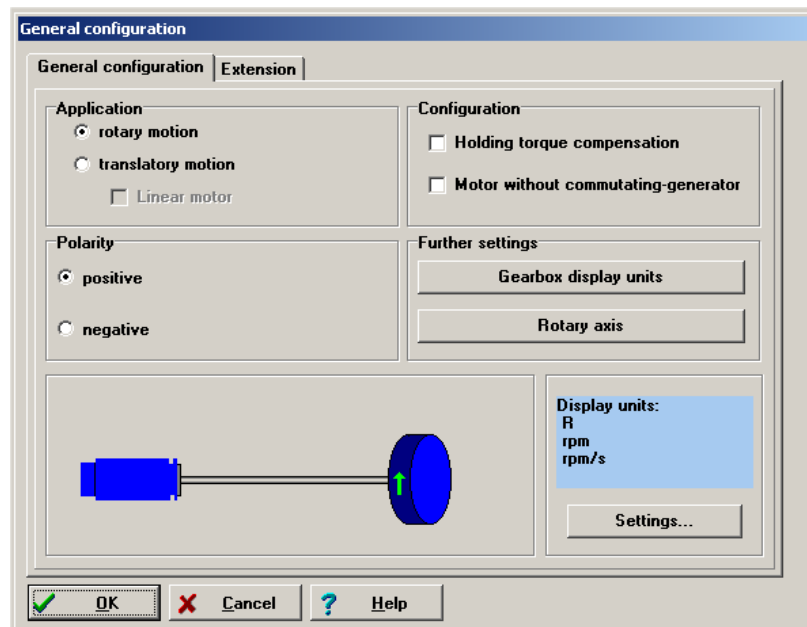 General configuration
General configuration
Extension
Application
rotary motion
translatory motion
Linear motor
Configuration
Holding torque compensation
Motor without commutating-generator
Polarity
positive
negative
Further settings
Gearbox display units
Rotary axis
Display units:
R
rpm
rpm/s
Settings...
OK
Cancel
? Help